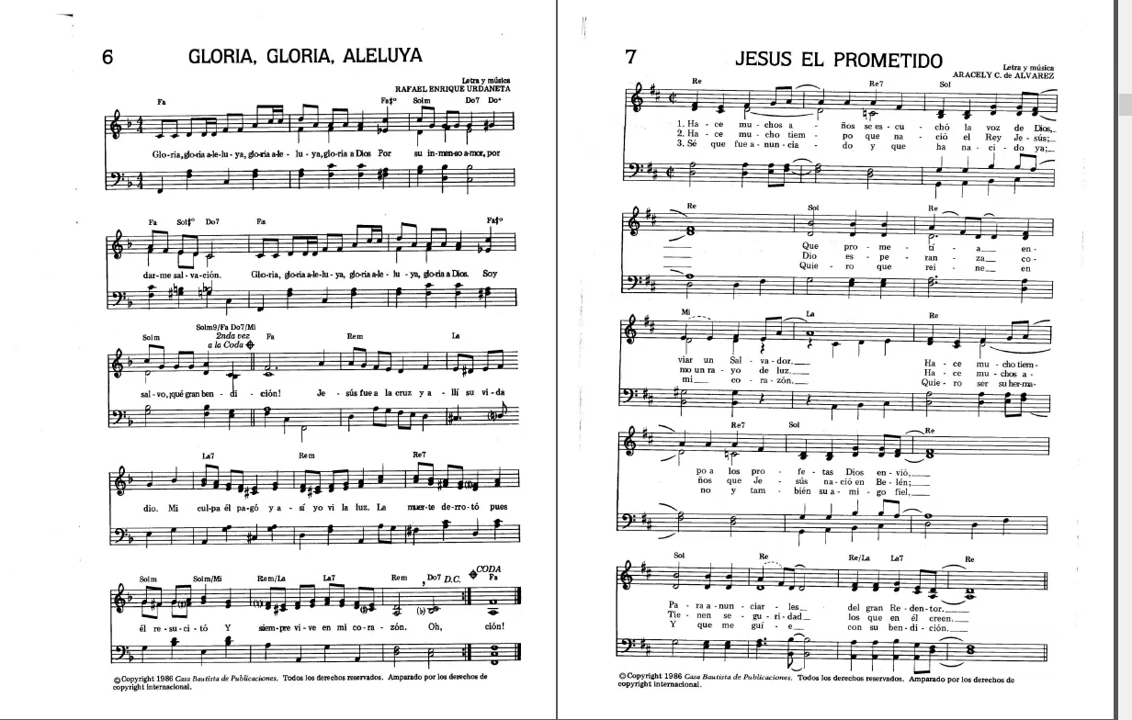 6 GLORIA, GLORIA, ALELUYA
Letra y música
RAFAEL ENRIQUE URDANETA
Fa Fa♯° Solm Do7 Do+
Glo-ria, gloria a-le-lu-ya, gloria a-le-lu-ya, gloria a Dios Por su in-men-so a-mor, por
Fa Sol♯° Do7 Fa Fa♯°
dar-me sal-va-ción. Glo-ria, gloria a-le-lu-ya, gloria a-le-lu-ya, gloria a Dios. Soy
Solm9/Fa Do7/Mi
Solm 2nda vez Fa Rem La
a la Coda
sal-vo, ¡qué gran ben-di-ción! Je-sús fue a la cruz y a-llí su vi-da
La7 Rem Re7
dio. Mi cul-pa él pa-gó y a-sí yo vi la luz. La muer-te de-rro-tó pues
CODA
Solm Solm/Mi Rem/La La7 Rem Do7 D.C. Fa
él re-su-ci-tó Y siem-pre vi-ve en mi co-ra-zón. Oh, ción!
©Copyright 1986 Casa Bautista de Publicaciones. Todos los derechos reservados. Amparado por los derechos de
copyright internacional.
7 JESUS EL PROMETIDO
Letra y música
ARACELY C. de ALVAREZ
Re Re7 Sol
1. Ha-ce mu-chos a-ños se es-cu-chó la voz de Dios,
2. Ha-ce mu-cho tiem-po que na-ció el Rey Je-sús;
3. Sé que fue a-nun-cia-do y que ha na-ci-do ya;
Re Sol Re
Que pro-me-tí-a en-
Dio es-pe-ran-za co-
Quie-ro que rei-ne en
Mi La Re
viar un Sal-va-dor. Ha-ce mu-cho tiem-
mo un ra-yo de luz. Ha-ce mu-chos a-
mi co-ra-zón. Quie-ro ser su her-ma-
Re7 Sol Re
po a los pro-fe-tas Dios en-vió,
ños que Je-sús na-ció en Be-lén;
no y tam-bién su a-mi-go fiel,
Sol Re Re/La La7 Re
Pa-ra a-nun-ciar-les del gran Re-den-tor.
Tie-nen se-gu-ri-dad los que en él creen.
Y que me guí-e con su ben-di-ción.
©Copyright 1986 Casa Bautista de Publicaciones. Todos los derechos reservados. Amparado por los derechos de
copyright internacional.